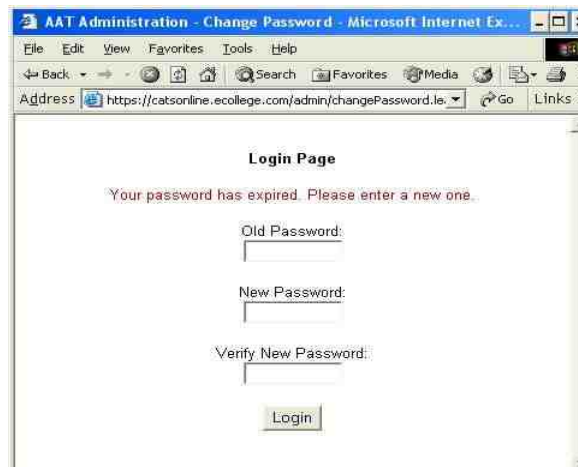 AAT Administration - Change Password - Microsoft Internet Ex...
File Edit View Favorites Tools Help
Back Search Favorites Media
Address https://catsonline.ecollege.com/admin/changePassword.le Go Links
Login Page
Your password has expired. Please enter a new one.
Old Password:
New Password:
Verify New Password:
Login